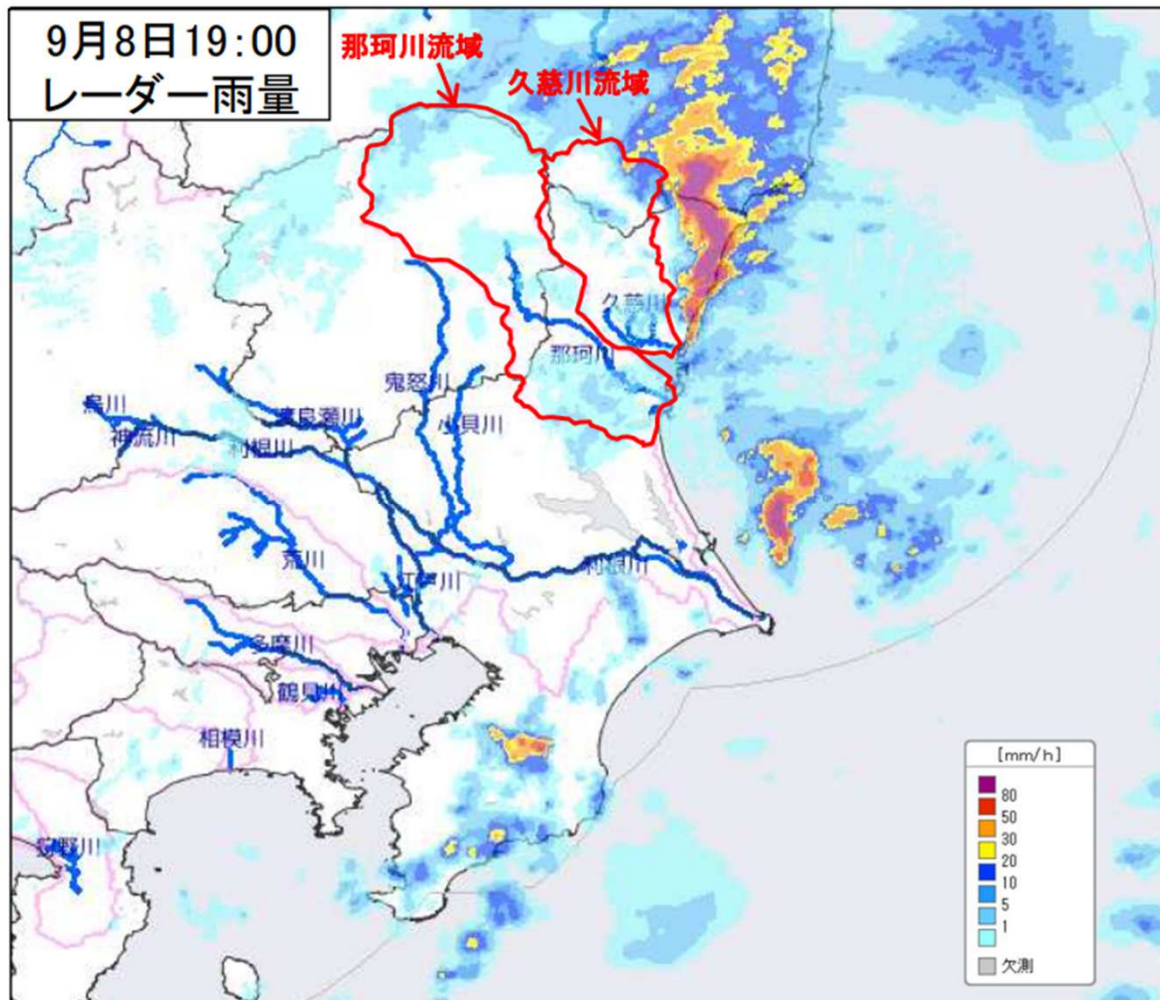 9月8日19:00
レーダー雨量
那珂川流域
久慈川流域
久慈川
那珂川
鬼怒川
小貝川
烏川
神流川
渡良瀬川
利根川
荒川
江戸川
利根川
多摩川
鶴見川
相模川
狩野川
[mm/h]
80
50
30
20
10
5
1
欠測